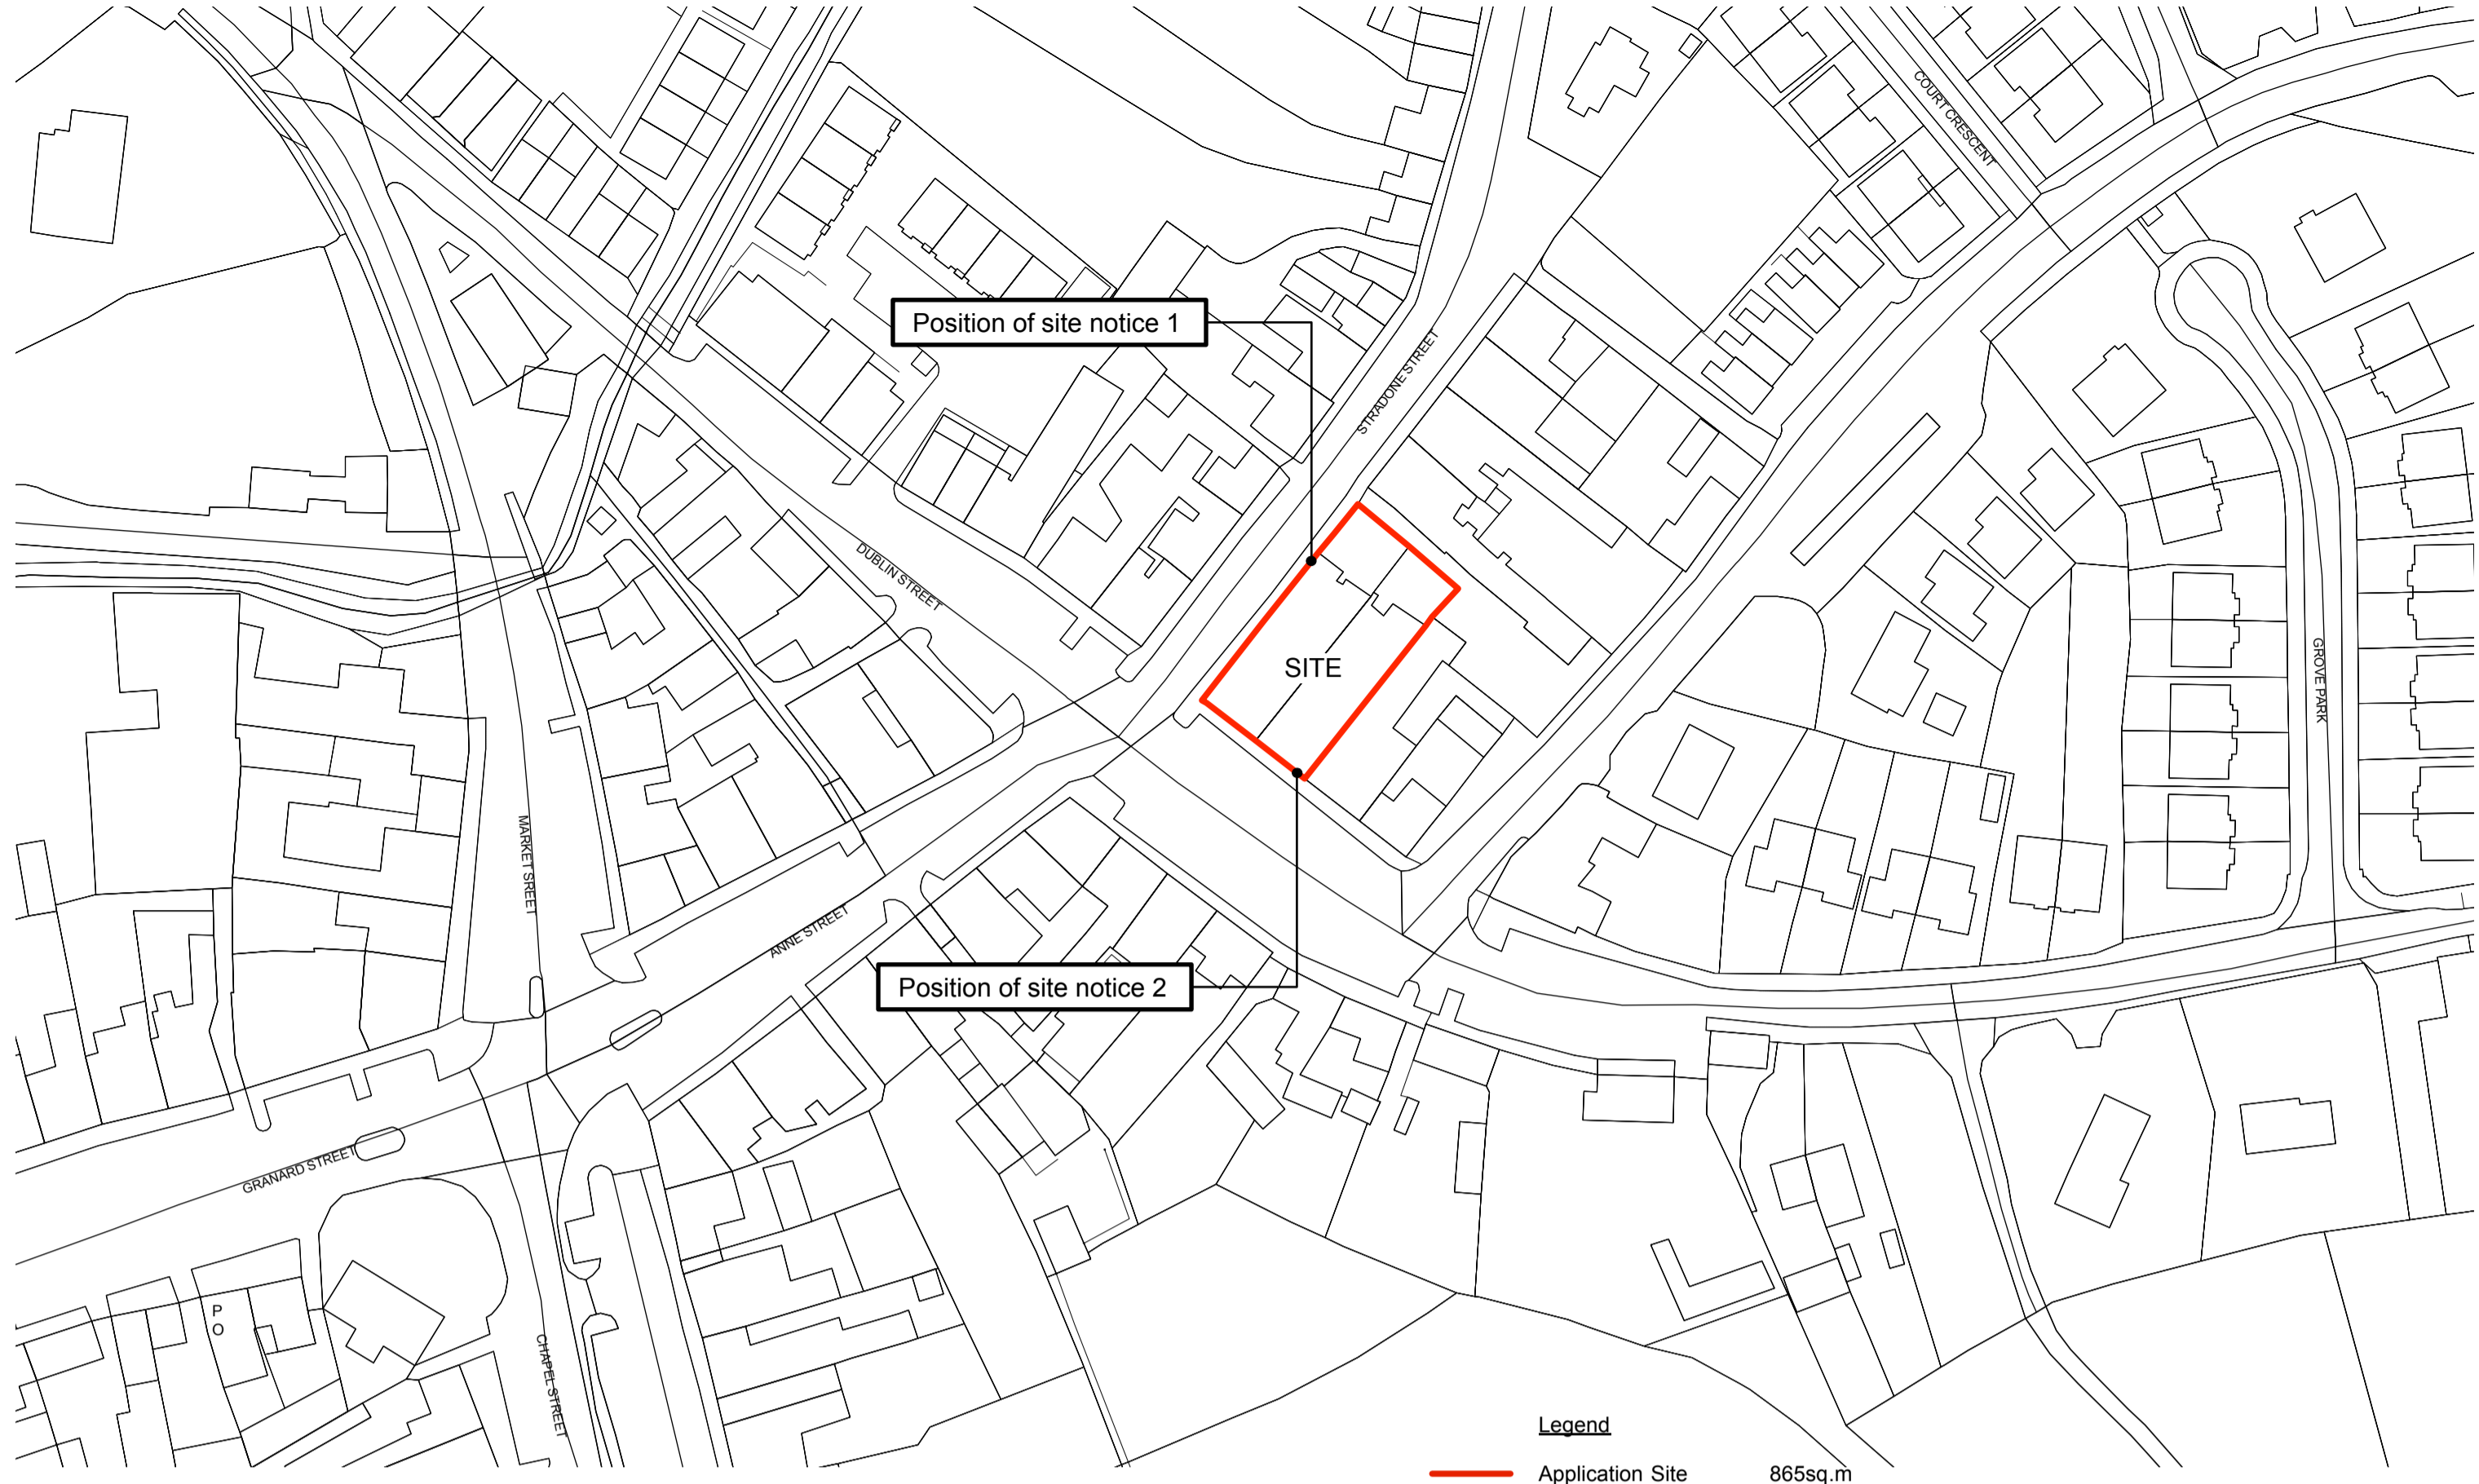 COURT CRESCENT
Position of site notice 1
STRADONE STREET
DUBLIN STREET
SITE
GROVE PARK
MARKET SREET
ANNE STREET
Position of site notice 2
GRANARD STREET
P
O
CHAPEL STREET
Legend
Application Site 865sq.m